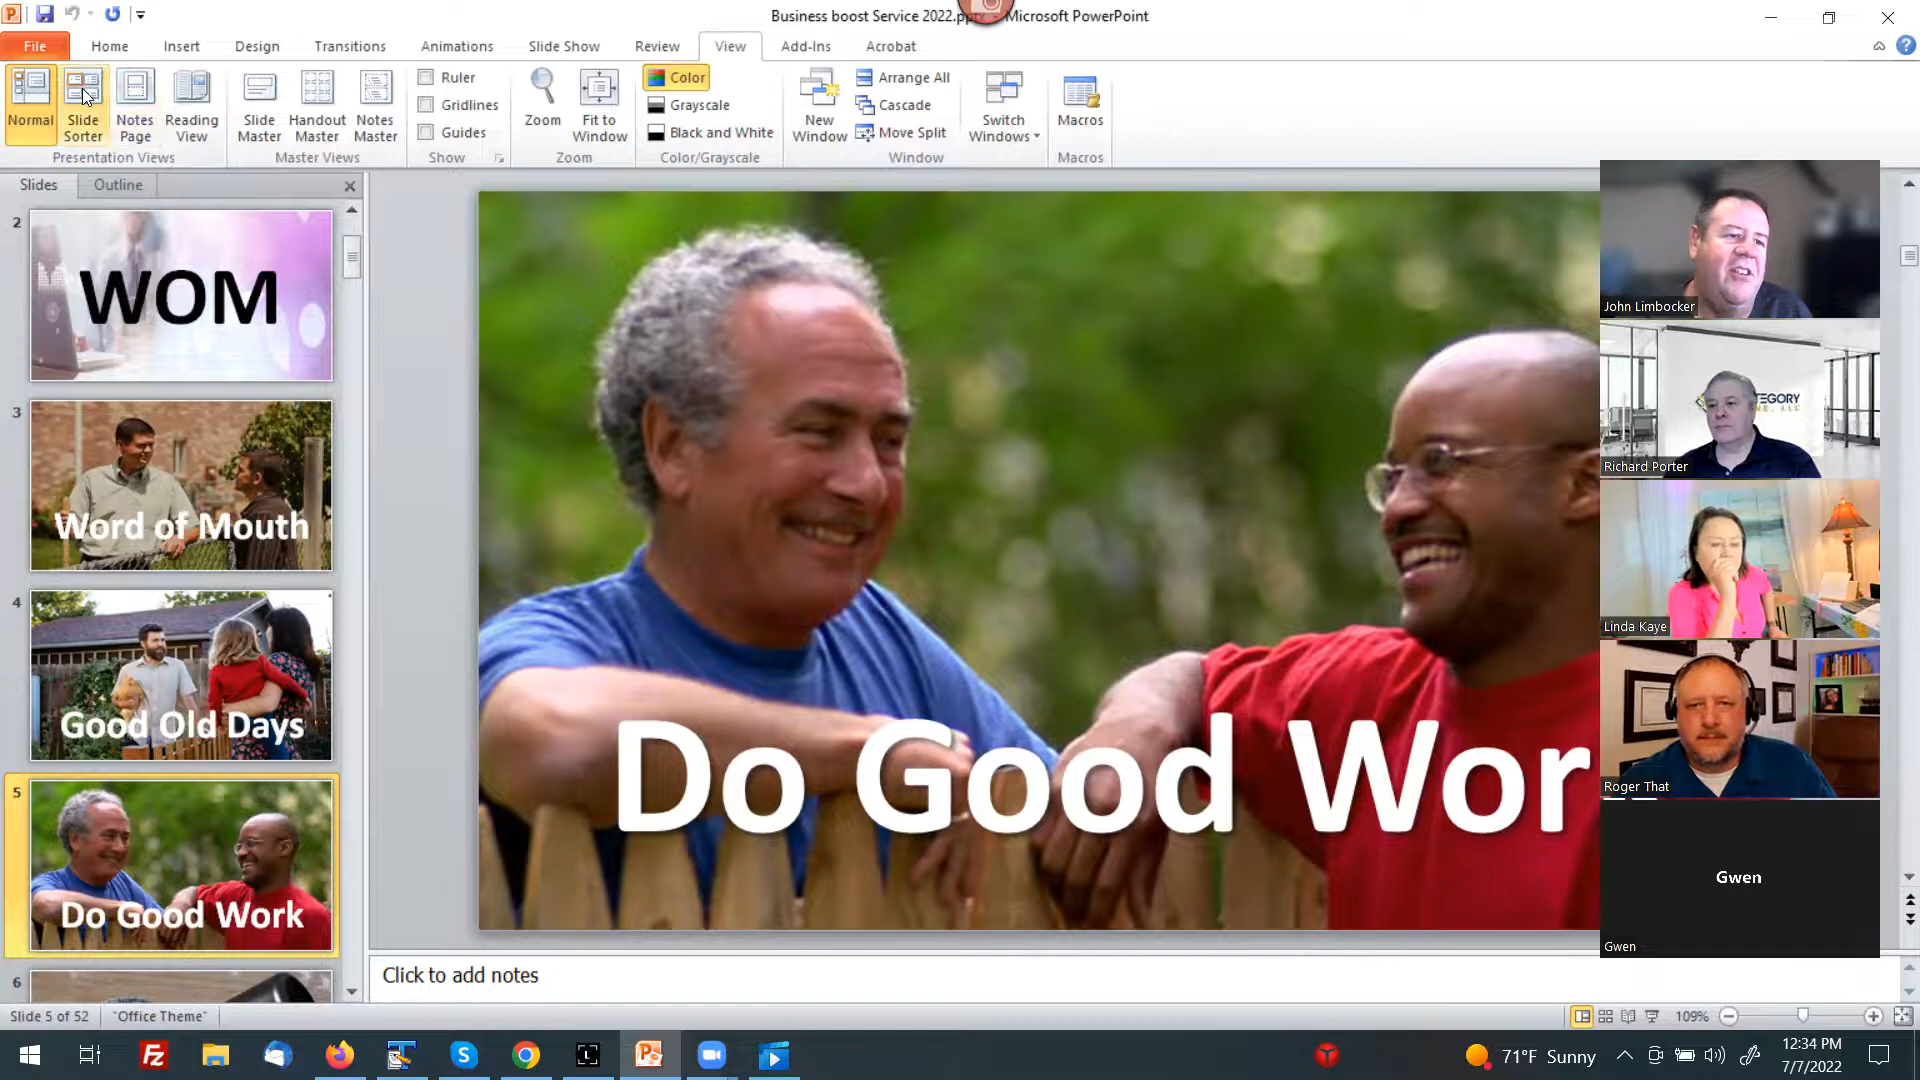 Business boost Service 2022.pptx - Microsoft PowerPoint
File Home Insert Design Transitions Animations Slide Show Review View Add-Ins Acrobat
Normal
Slide Sorter
Notes Page
Reading View
Presentation Views
Slide Master
Handout Master
Notes Master
Master Views
Ruler
Gridlines
Guides
Show
Zoom
Fit to Window
Zoom
Color
Grayscale
Black and White
Color/Grayscale
New Window
Arrange All
Cascade
Move Split
Switch Windows
Window
Macros
Macros
Slides Outline
2
WOM
3
Word of Mouth
4
Good Old Days
5
Do Good Work
6
Do Good Wor
John Limbocker
Richard Porter
Linda Kaye
Roger That
Gwen
Gwen
Click to add notes
Slide 5 of 52 "Office Theme" 109%
71°F Sunny
12:34 PM
7/7/2022